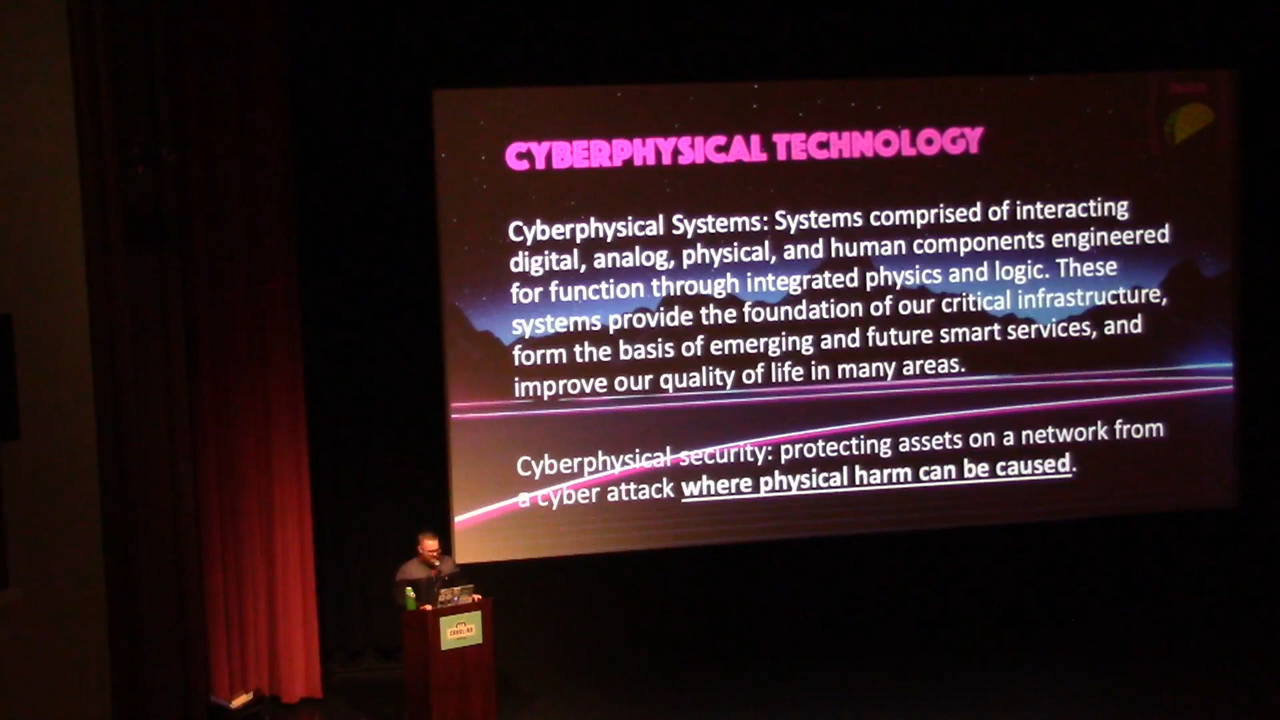 CYBERPHYSICAL TECHNOLOGY
Cyberphysical Systems: Systems comprised of interacting
digital, analog, physical, and human components engineered
for function through integrated physics and logic. These
systems provide the foundation of our critical infrastructure,
form the basis of emerging and future smart services, and
improve our quality of life in many areas.
Cyberphysical security: protecting assets on a network from
a cyber attack where physical harm can be caused.
CAROLINA